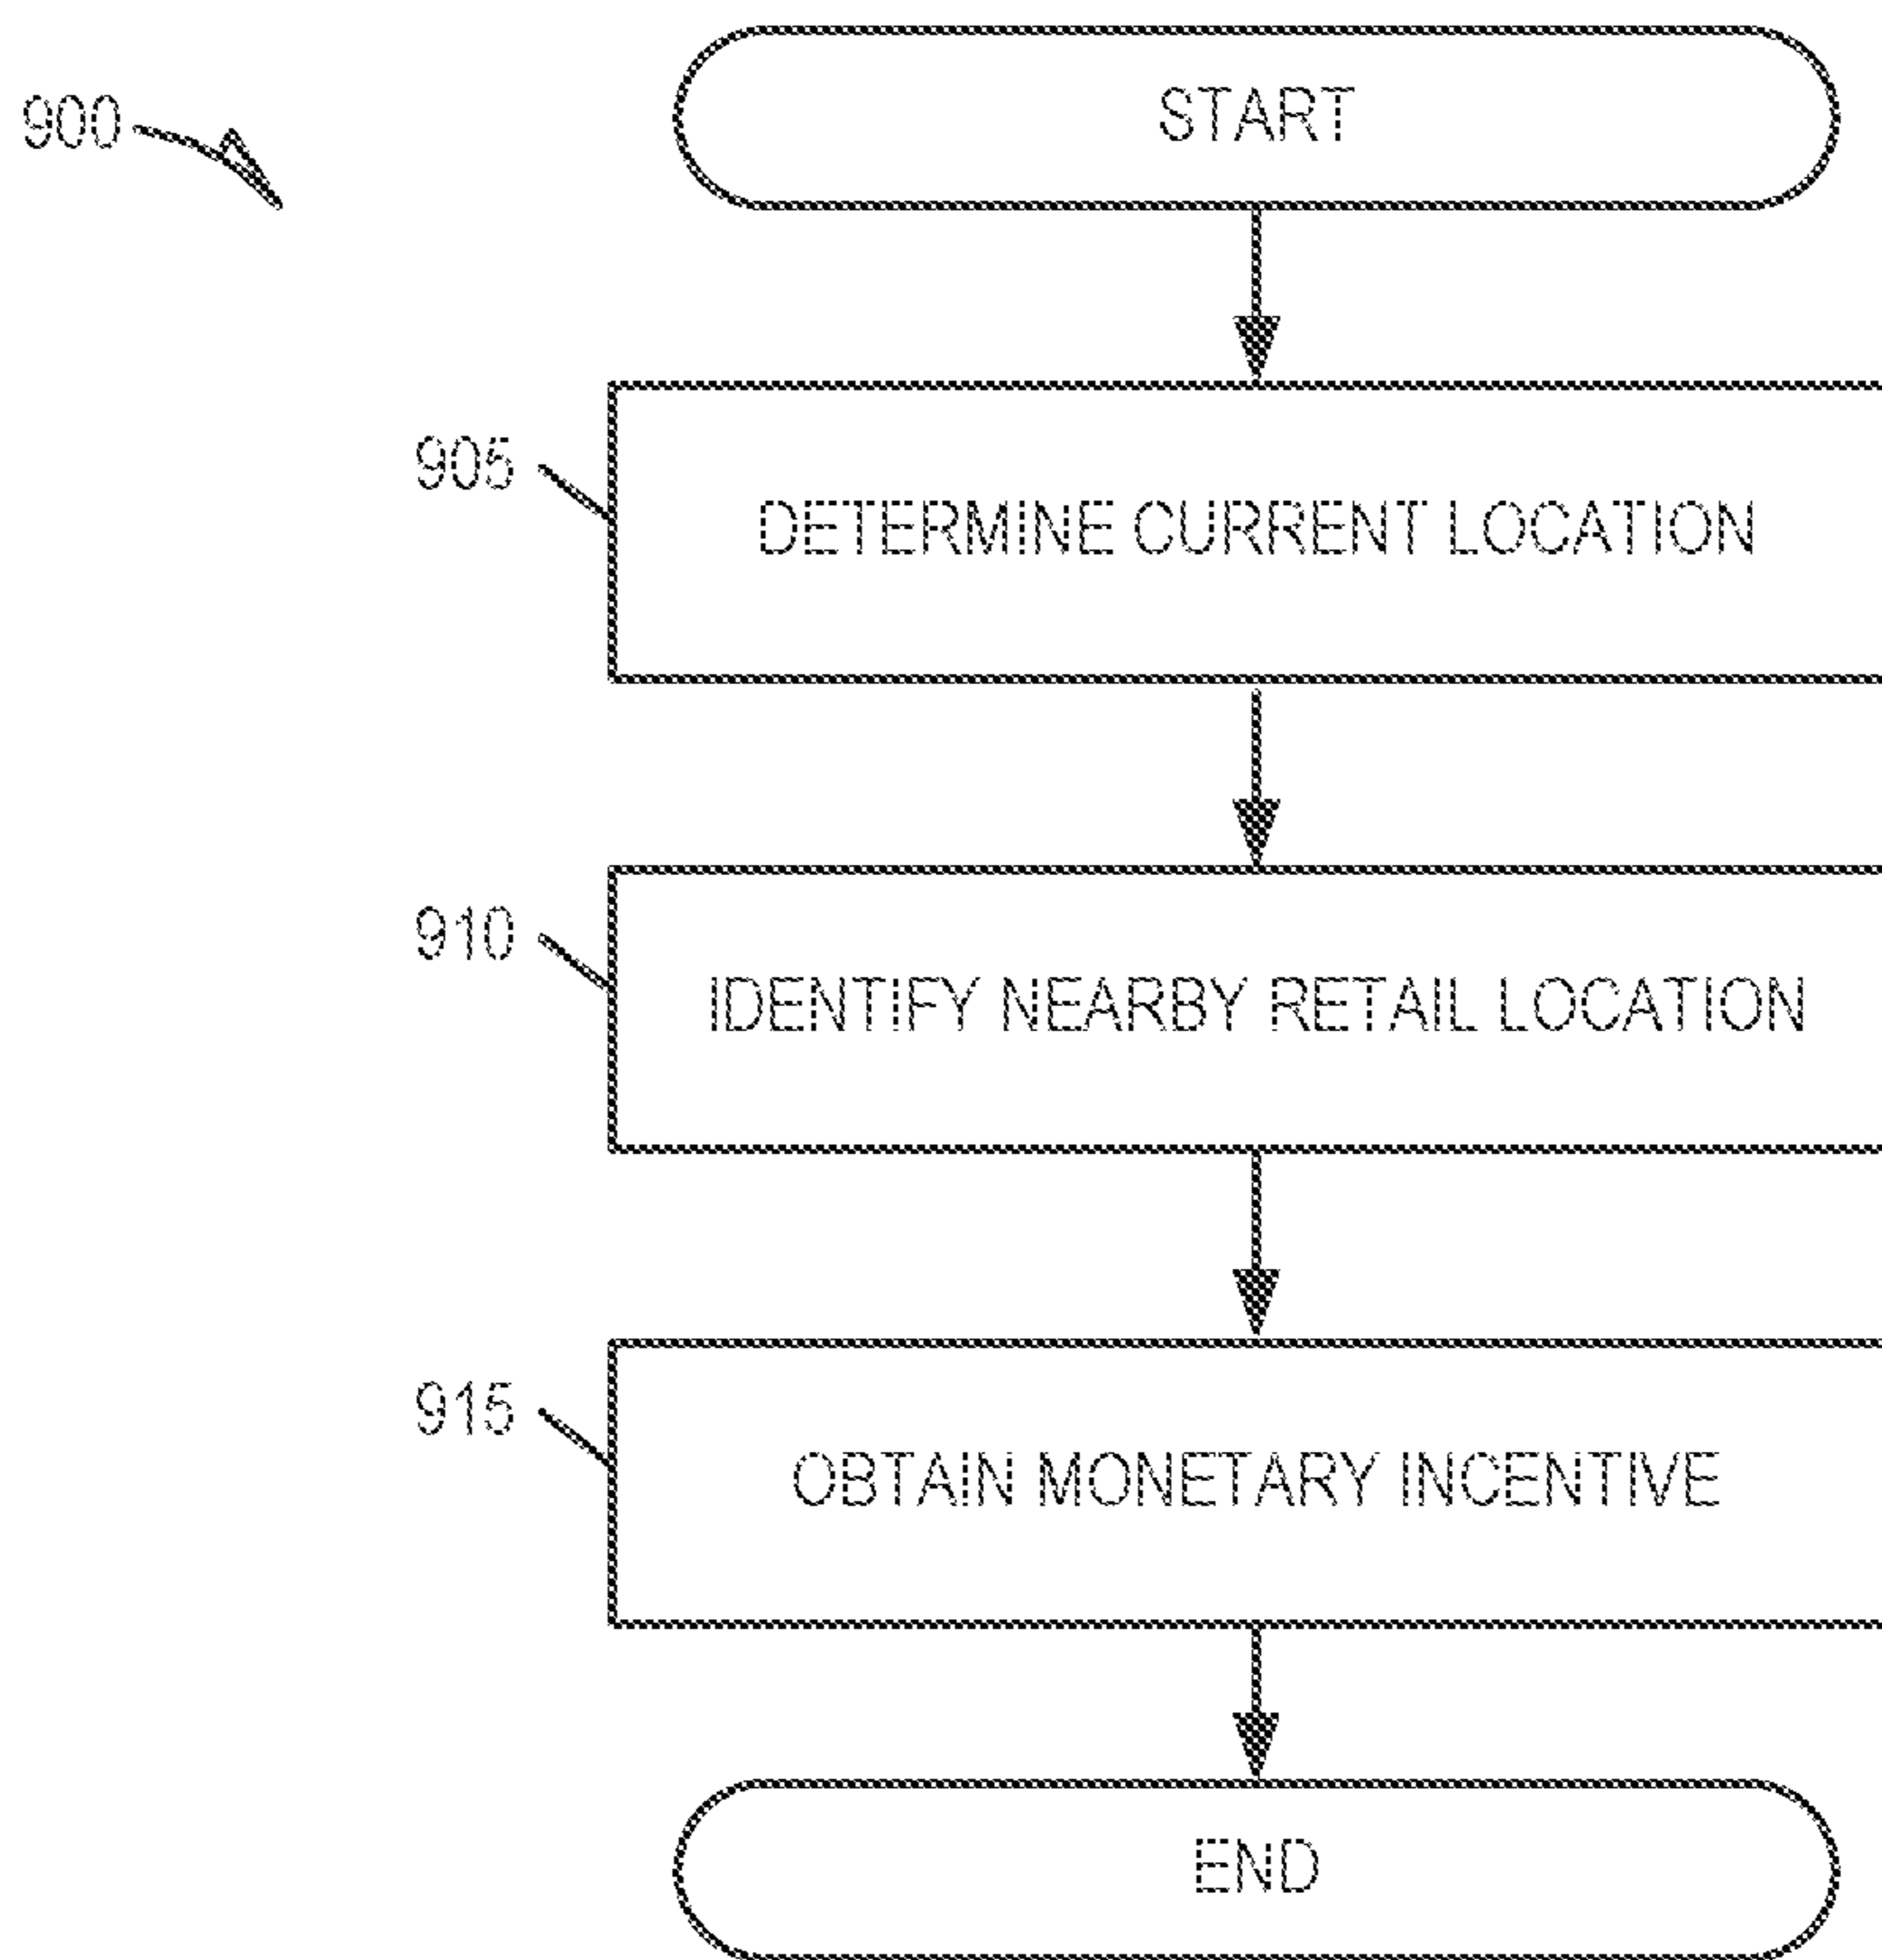 900
START
905
DETERMINE CURRENT LOCATION
910
IDENTIFY NEARBY RETAIL LOCATION
915
OBTAIN MONETARY INCENTIVE
END